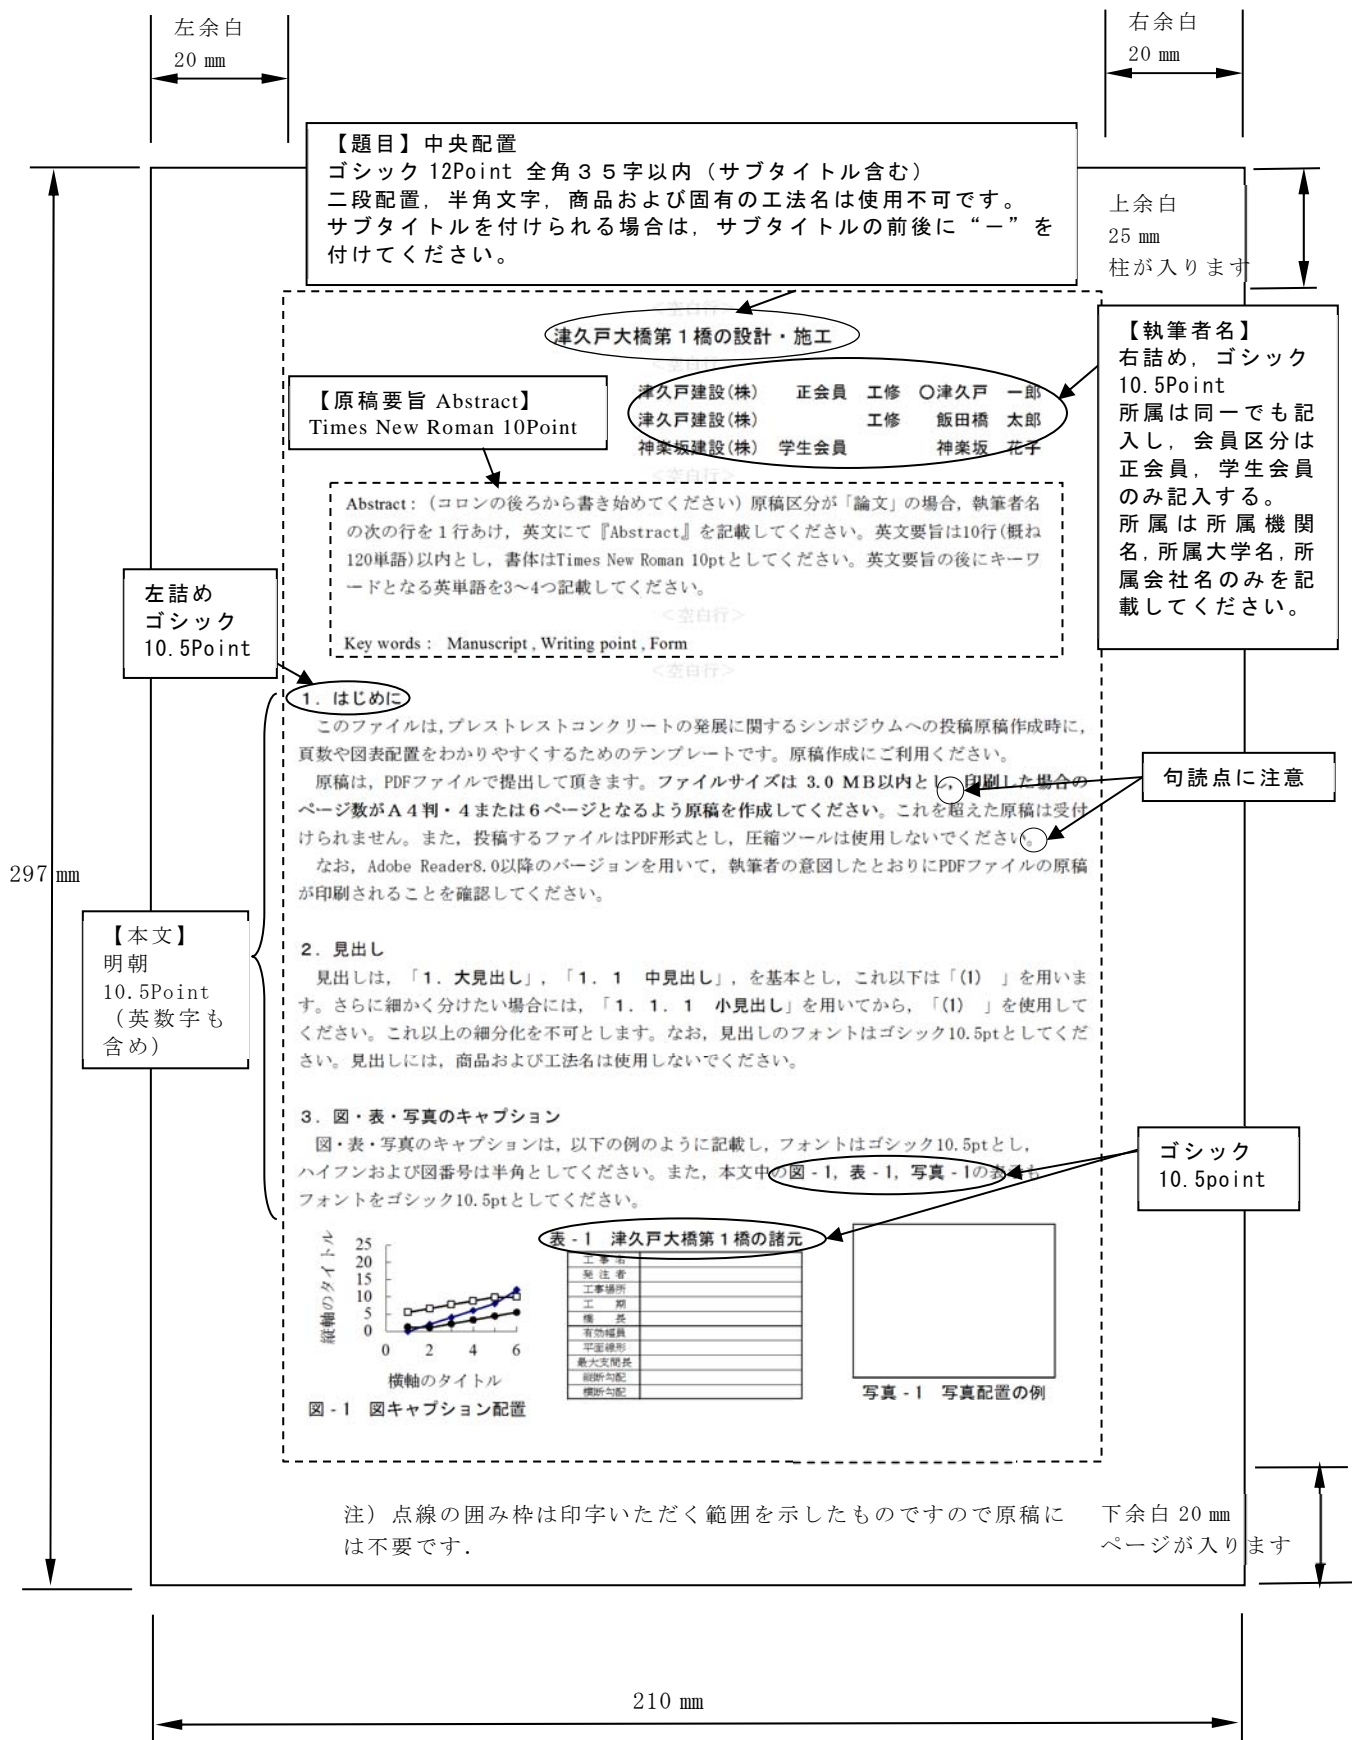 左余白
20 mm
右余白
20 mm
【題目】中央配置
ゴシック 12Point 全角３５字以内（サブタイトル含む）
二段配置，半角文字，商品および固有の工法名は使用不可です。
サブタイトルを付けられる場合は，サブタイトルの前後に“－”を
付けてください。
上余白
25 mm
柱が入ります
＜空白行＞
津久戸大橋第１橋の設計・施工
＜空白行＞
【執筆者名】
右詰め，ゴシック
10.5Point
所属は同一でも記
入し，会員区分は
正会員，学生会員
のみ記入する。
所属は所属機関
名，所属大学名，所
属会社名のみを記
載してください。
【原稿要旨 Abstract】
Times New Roman 10Point
津久戸建設(株)　正会員　工修　○津久戸　一郎
津久戸建設(株)　工修　飯田橋　太郎
神楽坂建設(株)　学生会員　神楽坂　花子
＜空白行＞
Abstract：（コロンの後ろから書き始めてください）原稿区分が「論文」の場合，執筆者名
の次の行を１行あけ，英文にて『Abstract』を記載してください。英文要旨は10行(概ね
120単語)以内とし，書体はTimes New Roman 10ptとしてください。英文要旨の後にキーワ
ードとなる英単語を3～4つ記載してください。
＜空白行＞
Key words： Manuscript , Writing point , Form
＜空白行＞
左詰め
ゴシック
10.5Point
１．はじめに
このファイルは，プレストレストコンクリートの発展に関するシンポジウムへの投稿原稿作成時に，
頁数や図表配置をわかりやすくするためのテンプレートです。原稿作成にご利用ください。
原稿は，PDFファイルで提出して頂きます。ファイルサイズは 3.0 MB以内とし，印刷した場合の
ページ数がＡ４判・４または６ページとなるよう原稿を作成してください。これを超えた原稿は受付
けられません。また，投稿するファイルはPDF形式とし，圧縮ツールは使用しないでください。
なお，Adobe Reader8.0以降のバージョンを用いて，執筆者の意図したとおりにPDFファイルの原稿
が印刷されることを確認してください。
句読点に注意
297 mm
【本文】
明朝
10.5Point
（英数字も
含め）
２．見出し
見出しは，「１．大見出し」，「１．１　中見出し」，を基本とし，これ以下は「(1)　」を用いま
す。さらに細かく分けたい場合には，「１．１．１　小見出し」を用いてから，「(1)　」を使用して
ください。これ以上の細分化を不可とします。なお，見出しのフォントはゴシック10.5ptとしてくだ
さい。見出しには，商品および工法名は使用しないでください。
３．図・表・写真のキャプション
図・表・写真のキャプションは，以下の例のように記載し，フォントはゴシック10.5ptとし，
ハイフンおよび図番号は半角としてください。また，本文中の図 - 1，表 - 1，写真 - 1の表示も
フォントをゴシック10.5ptとしてください。
ゴシック
10.5point
縦軸のタイトル
25
20
15
10
5
0
0 2 4 6
横軸のタイトル
図 - 1　図キャプション配置
表 - 1　津久戸大橋第１橋の諸元
工 事 名
発 注 者
工事場所
工　期
橋　長
有効幅員
平面線形
最大支間長
縦断勾配
横断勾配
写真 - 1　写真配置の例
注）点線の囲み枠は印字いただく範囲を示したものですので原稿に
は不要です．
下余白 20 mm
ページが入ります
210 mm